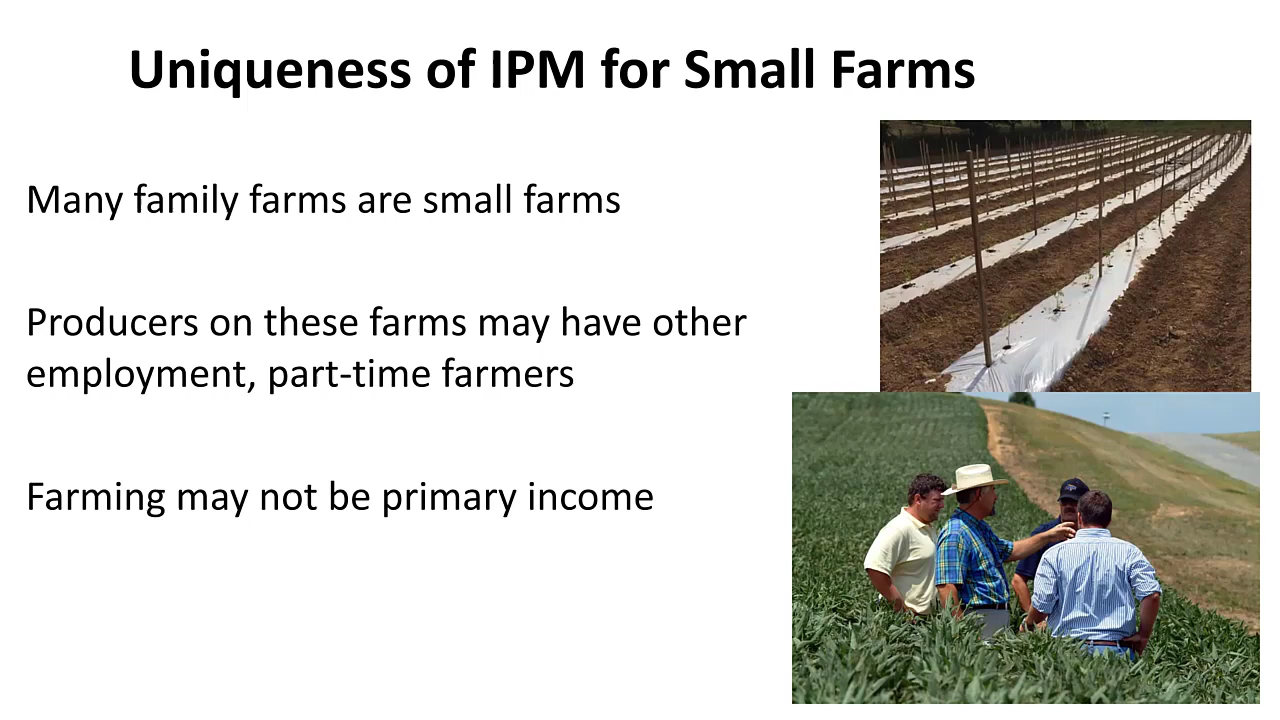 Uniqueness of IPM for Small Farms
Many family farms are small farms
Producers on these farms may have other
employment, part-time farmers
Farming may not be primary income